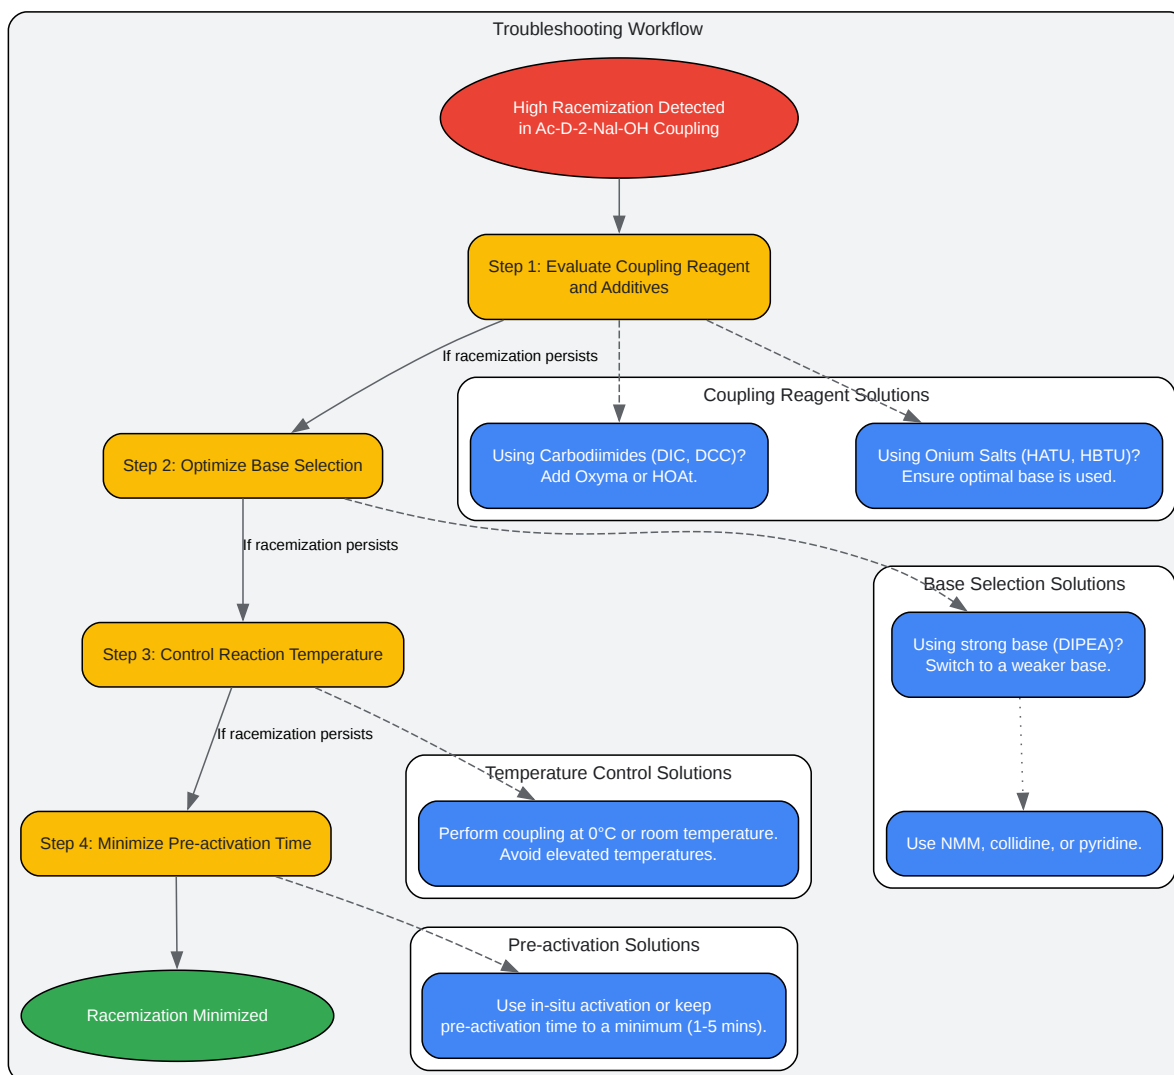 Troubleshooting Workflow
High Racemization Detected
in Ac-D-2-Nal-OH Coupling
Step 1: Evaluate Coupling Reagent
and Additives
If racemization persists
Coupling Reagent Solutions
Using Carbodiimides (DIC, DCC)?
Add Oxyma or HOAt.
Using Onium Salts (HATU, HBTU)?
Ensure optimal base is used.
Step 2: Optimize Base Selection
If racemization persists
Base Selection Solutions
Using strong base (DIPEA)?
Switch to a weaker base.
Use NMM, collidine, or pyridine.
Step 3: Control Reaction Temperature
If racemization persists
Temperature Control Solutions
Perform coupling at 0°C or room temperature.
Avoid elevated temperatures.
Step 4: Minimize Pre-activation Time
Pre-activation Solutions
Use in-situ activation or keep
pre-activation time to a minimum (1-5 mins).
Racemization Minimized